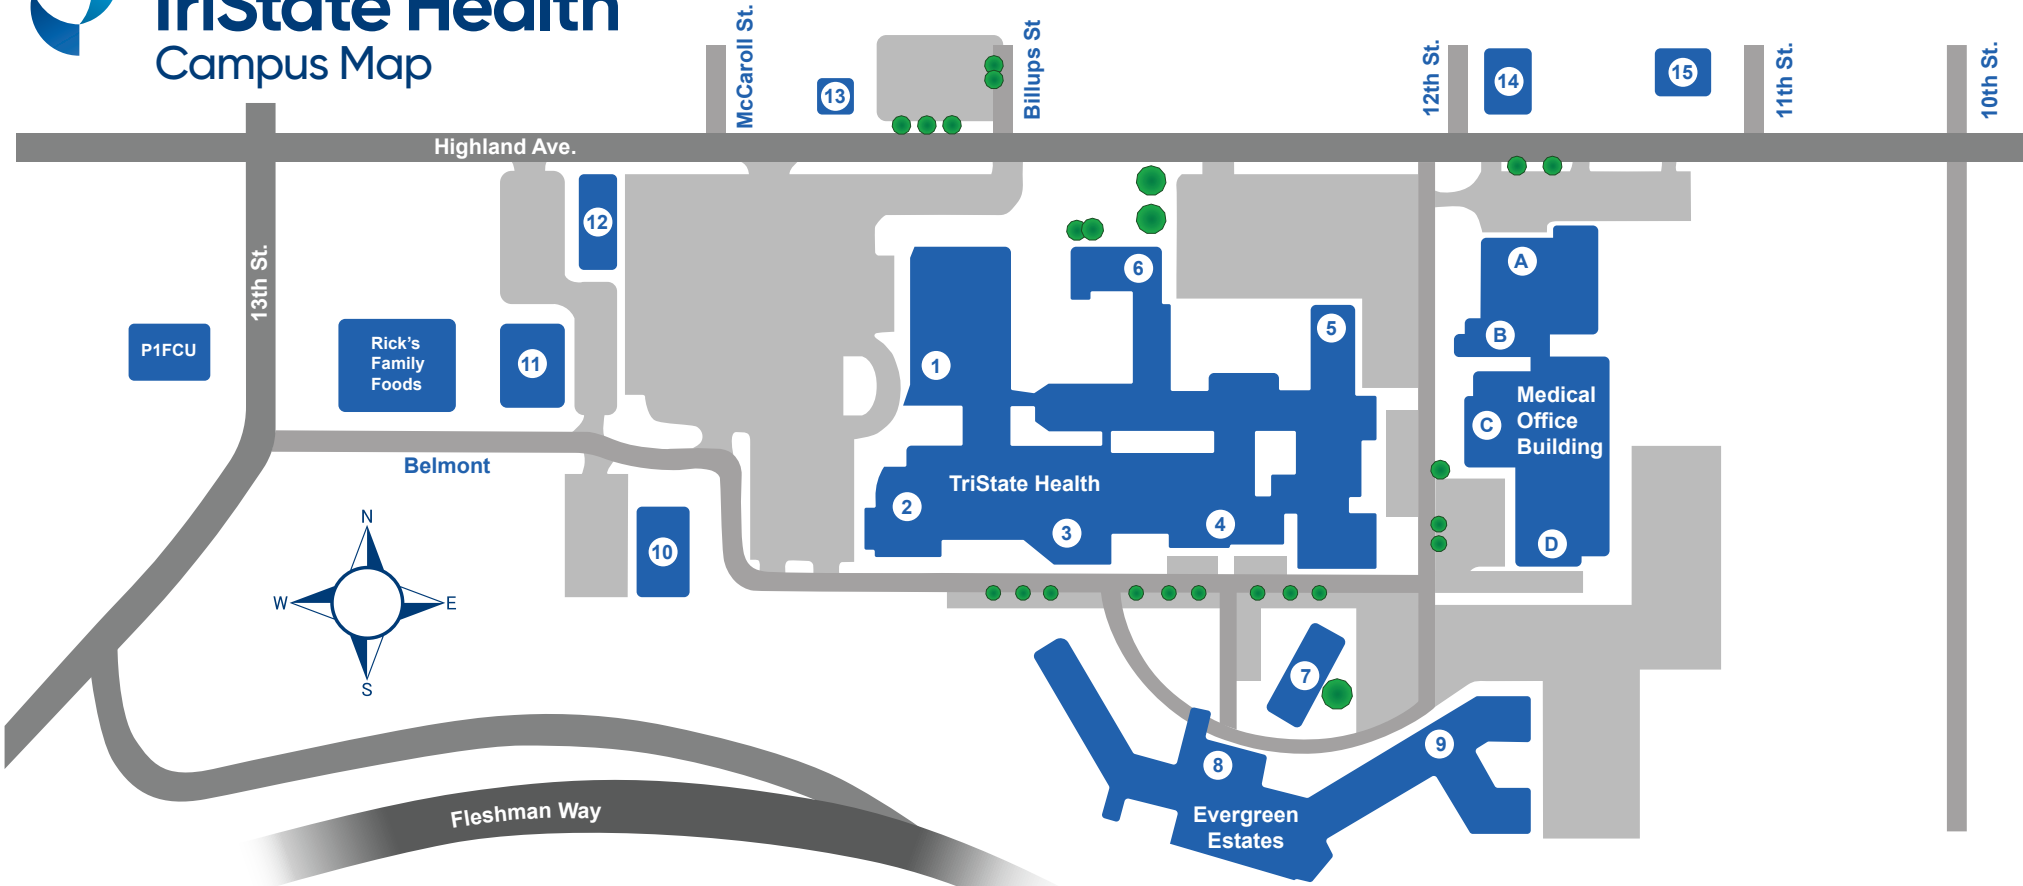 TriState Health
Campus Map
McCaroll St.
Billups St
12th St.
11th St.
10th St.
13
14
15
Highland Ave.
13th St.
12
A
6
B
5
P1FCU
Rick's
Family
Foods
11
1
Medical
Office
Building
C
Belmont
TriState Health
2
3
4
10
D
N
W
E
S
7
9
8
Evergreen
Estates
Fleshman Way